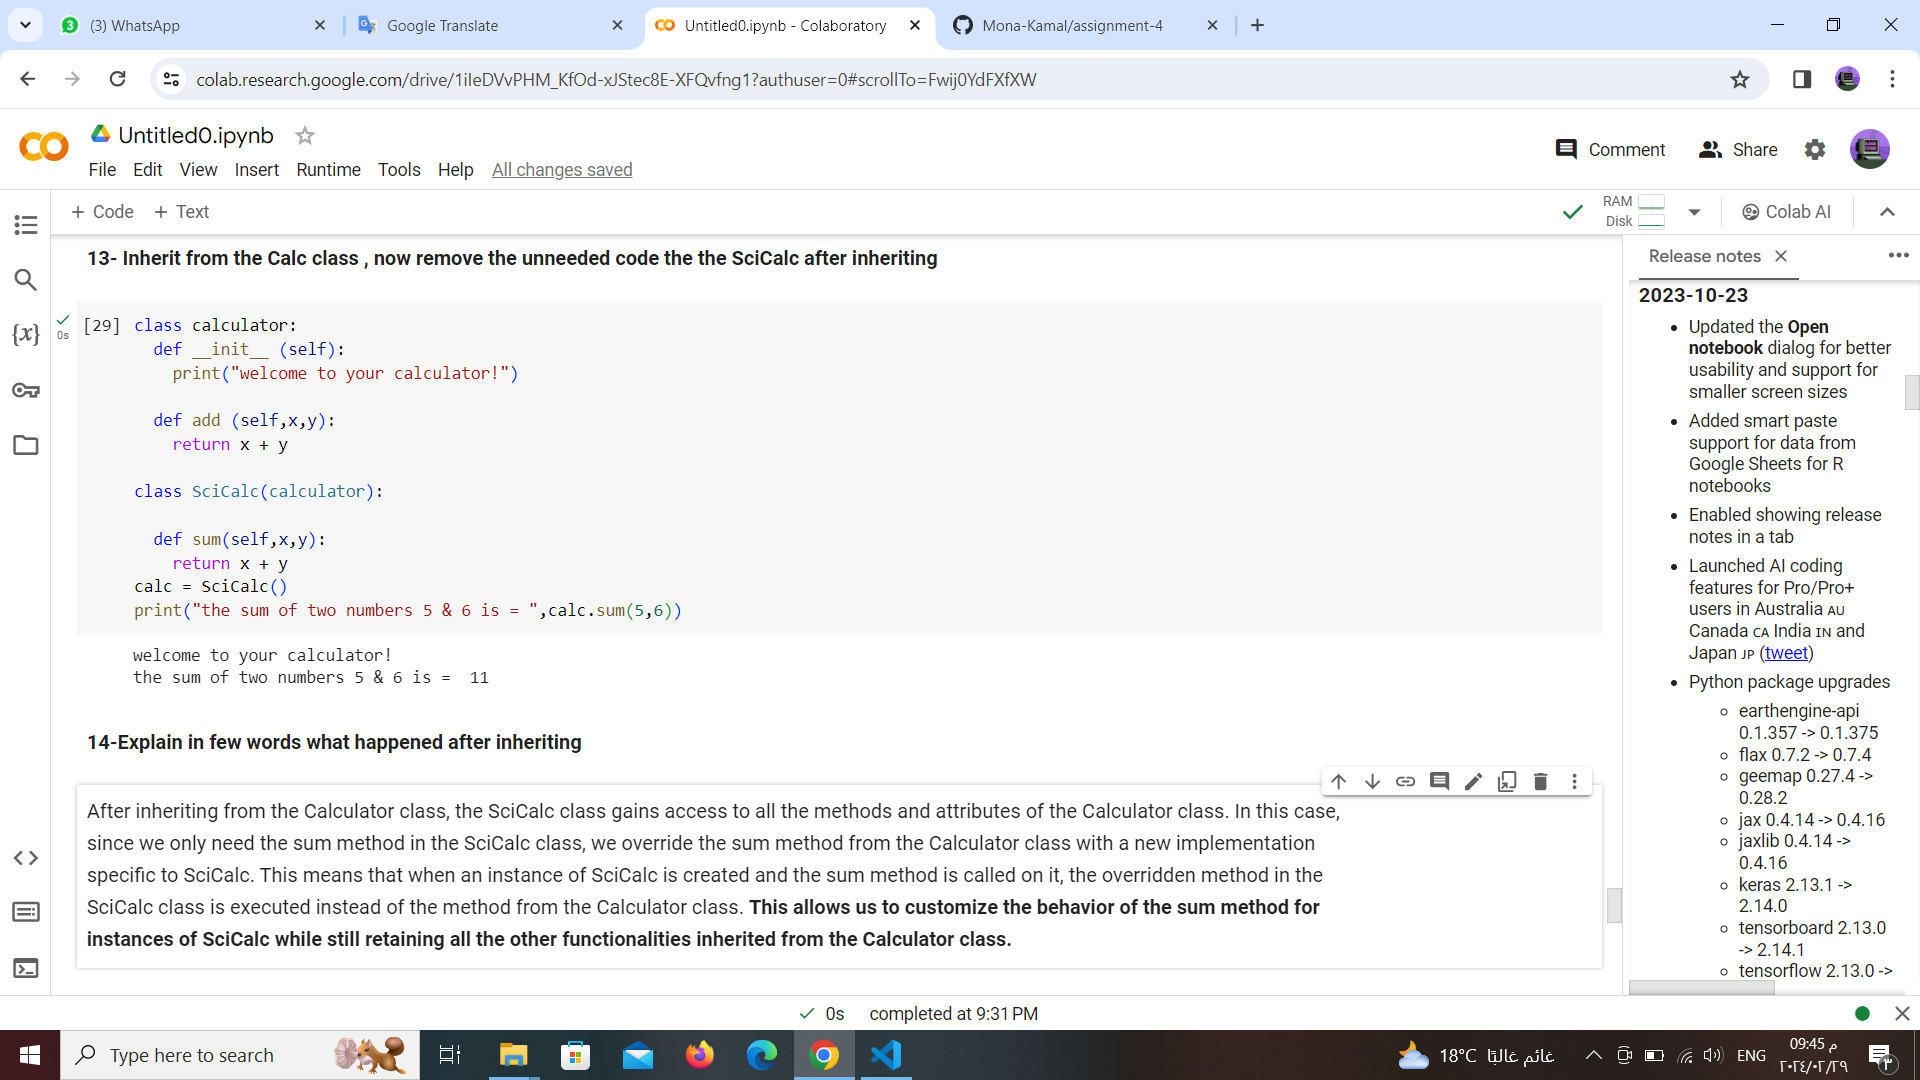 (3) WhatsApp
Google Translate
Untitled0.ipynb - Colaboratory
Mona-Kamal/assignment-4
colab.research.google.com/drive/1iIeDVvPHM_KfOd-xJStec8E-XFQvfng1?authuser=0#scrollTo=Fwij0YdFXfXW
Untitled0.ipynb
File Edit View Insert Runtime Tools Help All changes saved
Comment Share
+ Code + Text
RAM
Disk
Colab AI
13- Inherit from the Calc class , now remove the unneeded code the the SciCalc after inheriting
0s
[29] class calculator:
def __init__ (self):
print("welcome to your calculator!")
def add (self,x,y):
return x + y
class SciCalc(calculator):
def sum(self,x,y):
return x + y
calc = SciCalc()
print("the sum of two numbers 5 & 6 is = ",calc.sum(5,6))
welcome to your calculator!
the sum of two numbers 5 & 6 is =  11
14-Explain in few words what happened after inheriting
After inheriting from the Calculator class, the SciCalc class gains access to all the methods and attributes of the Calculator class. In this case,
since we only need the sum method in the SciCalc class, we override the sum method from the Calculator class with a new implementation
specific to SciCalc. This means that when an instance of SciCalc is created and the sum method is called on it, the overridden method in the
SciCalc class is executed instead of the method from the Calculator class. This allows us to customize the behavior of the sum method for
instances of SciCalc while still retaining all the other functionalities inherited from the Calculator class.
Release notes
2023-10-23
Updated the Open
notebook dialog for better
usability and support for
smaller screen sizes
Added smart paste
support for data from
Google Sheets for R
notebooks
Enabled showing release
notes in a tab
Launched AI coding
features for Pro/Pro+
users in Australia AU
Canada CA India IN and
Japan JP (tweet)
Python package upgrades
earthengine-api
0.1.357 -> 0.1.375
flax 0.7.2 -> 0.7.4
geemap 0.27.4 ->
0.28.2
jax 0.4.14 -> 0.4.16
jaxlib 0.4.14 ->
0.4.16
keras 2.13.1 ->
2.14.0
tensorboard 2.13.0
-> 2.14.1
tensorflow 2.13.0 ->
0s completed at 9:31 PM
Type here to search
18°C غائم غالبًا
ENG
09:45 م
٢٠٢٤/٠٢/٢٩
٣